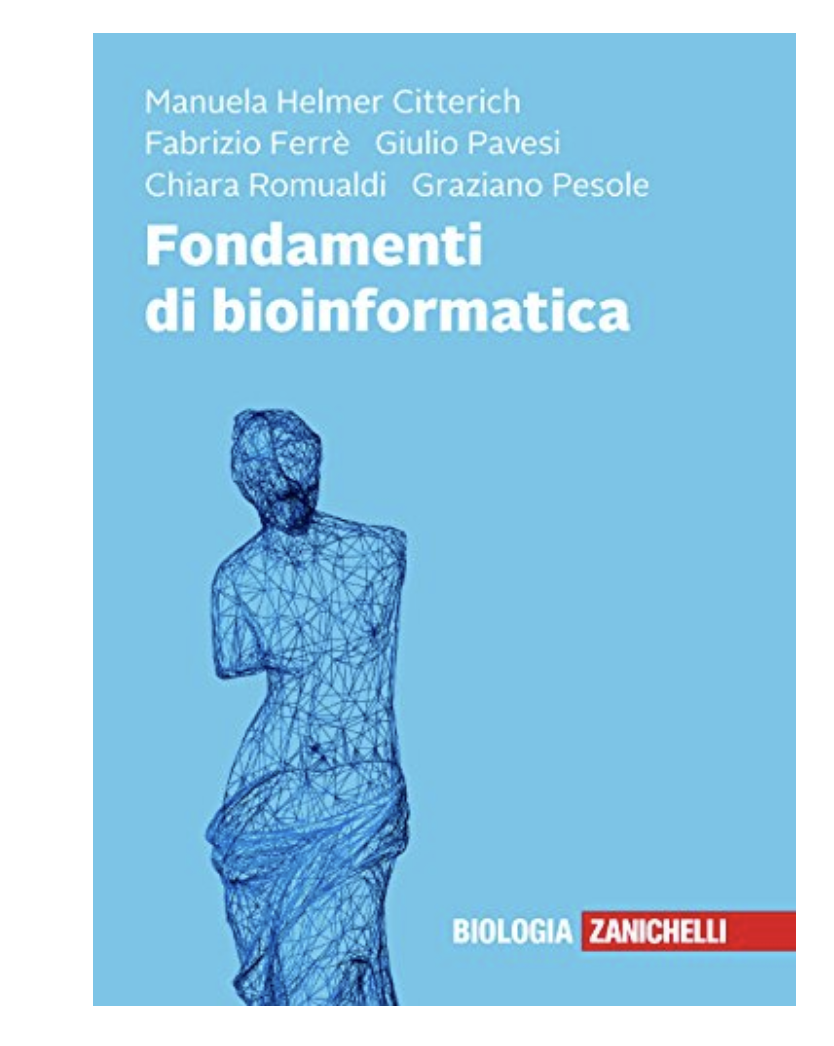 Manuela Helmer Citterich
Fabrizio Ferrè Giulio Pavesi
Chiara Romualdi Graziano Pesole
Fondamenti
di bioinformatica
BIOLOGIA ZANICHELLI